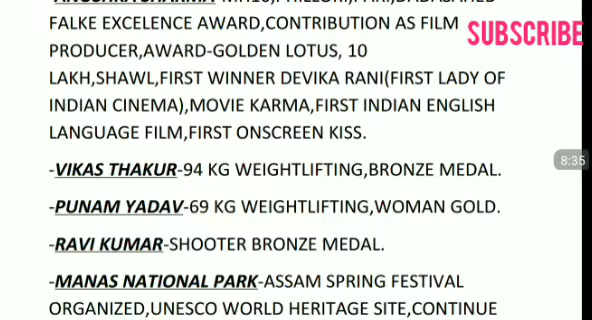 FALKE EXCELENCE AWARD,CONTRIBUTION AS FILM
SUBSCRIBE
PRODUCER,AWARD-GOLDEN LOTUS, 10
LAKH,SHAWL,FIRST WINNER DEVIKA RANI(FIRST LADY OF
INDIAN CINEMA),MOVIE KARMA,FIRST INDIAN ENGLISH
LANGUAGE FILM,FIRST ONSCREEN KISS.
-VIKAS THAKUR-94 KG WEIGHTLIFTING,BRONZE MEDAL.
8:35
-PUNAM YADAV-69 KG WEIGHTLIFTING,WOMAN GOLD.
-RAVI KUMAR-SHOOTER BRONZE MEDAL.
-MANAS NATIONAL PARK-ASSAM SPRING FESTIVAL
ORGANIZED,UNESCO WORLD HERITAGE SITE,CONTINUE